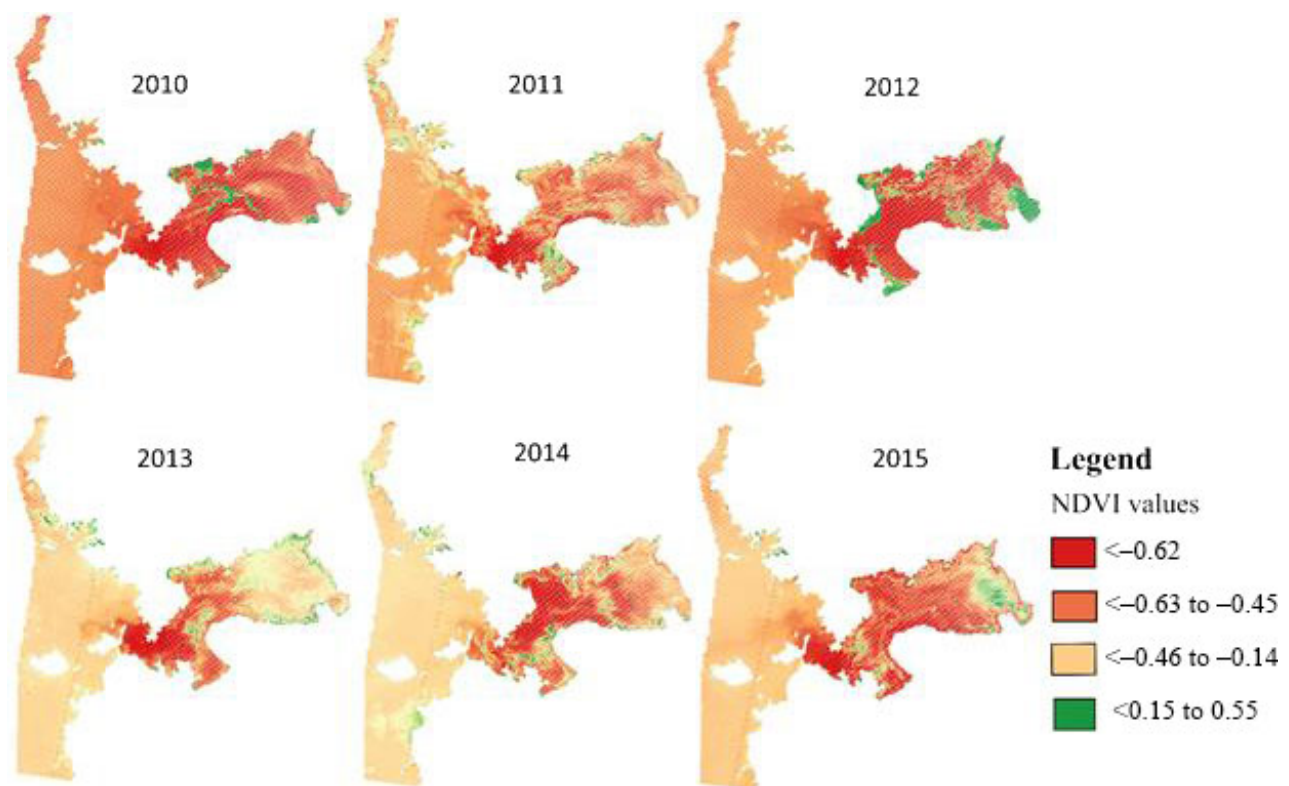 2010
2011
2012
2013
2014
2015
Legend
NDVI values
<–0.62
<–0.63 to –0.45
<–0.46 to –0.14
<0.15 to 0.55